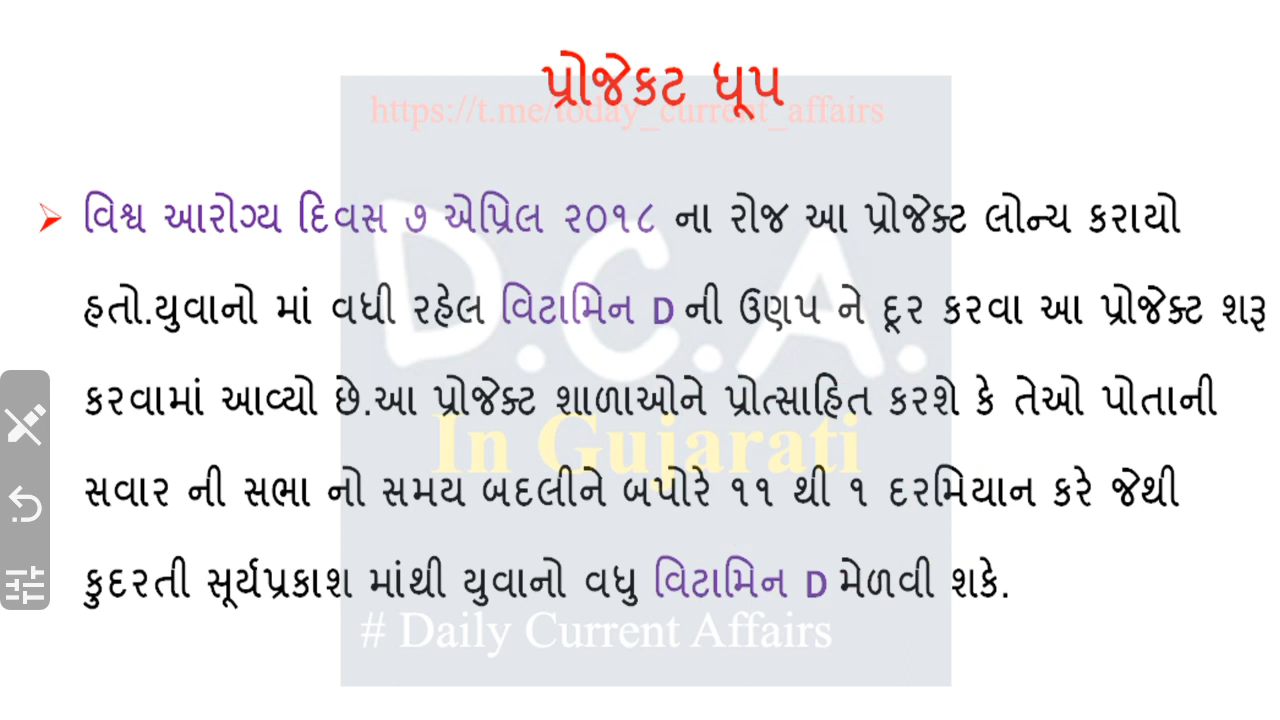 પ્રોજેકટ ધૂપ
https://t.me/today_current_affairs
➢ વિશ્વ આરોગ્ય દિવસ ૭ એપ્રિલ ૨૦૧૮ ના રોજ આ પ્રોજેક્ટ લોન્ચ કરાયો
હતો.યુવાનો માં વધી રહેલ વિટામિન D ની ઉણપ ને દૂર કરવા આ પ્રોજેક્ટ શરૂ
D.C.A.
કરવામાં આવ્યો છે.આ પ્રોજેક્ટ શાળાઓને પ્રોત્સાહિત કરશે કે તેઓ પોતાની
In Gujarati
સવાર ની સભા નો સમય બદલીને બપોરે ૧૧ થી ૧ દરમિયાન કરે જેથી
કુદરતી સૂર્યપ્રકાશ માંથી યુવાનો વધુ વિટામિન D મેળવી શકે.
# Daily Current Affairs